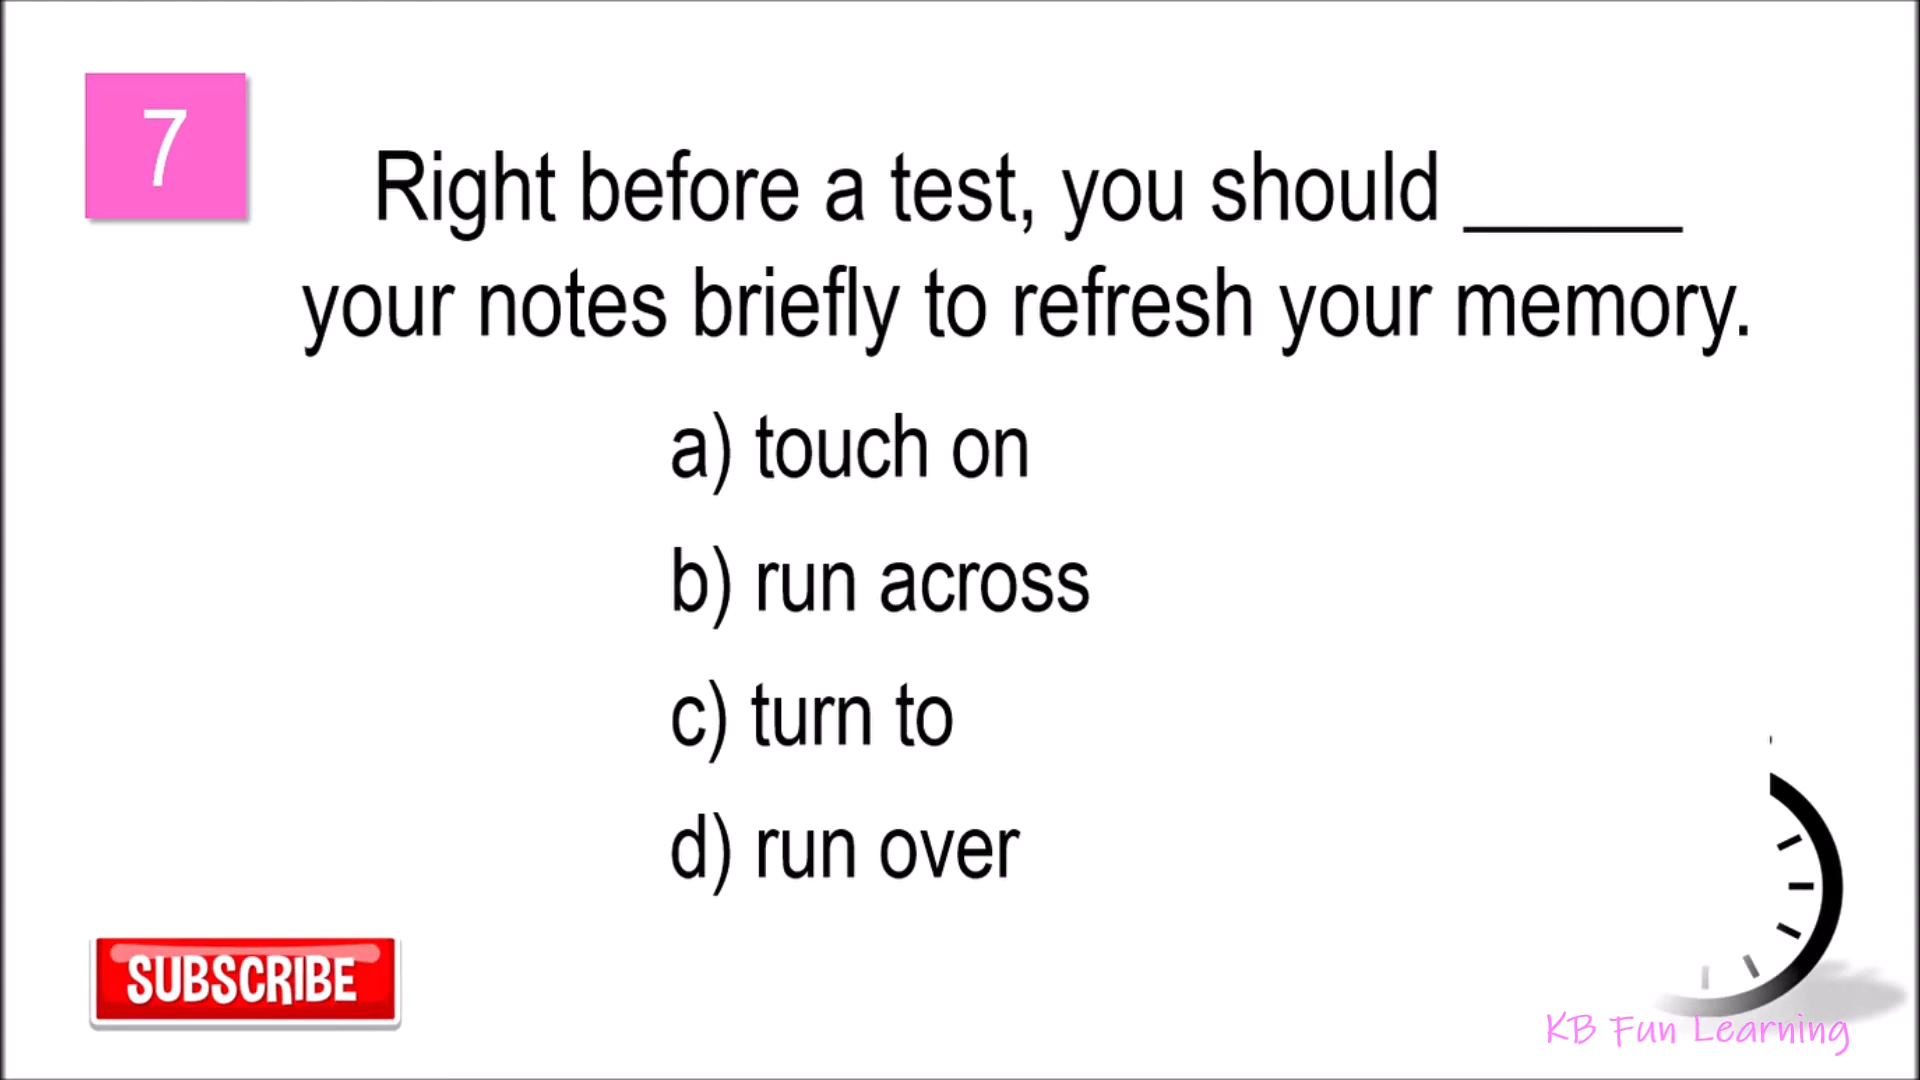 7
Right before a test, you should ______
your notes briefly to refresh your memory.
a) touch on
b) run across
c) turn to
d) run over
SUBSCRIBE
KB Fun Learning